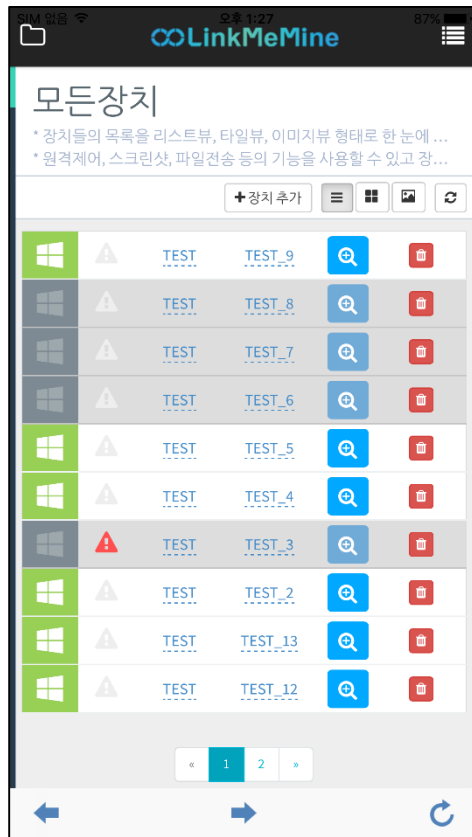 SIM 없음 오후 1:27 87%
LinkMeMine
모든장치
* 장치들의 목록을 리스트뷰, 타일뷰, 이미지뷰 형태로 한 눈에 ...
* 원격제어, 스크린샷, 파일전송 등의 기능을 사용할 수 있고 장...
+장치 추가
TEST TEST_9
TEST TEST_8
TEST TEST_7
TEST TEST_6
TEST TEST_5
TEST TEST_4
TEST TEST_3
TEST TEST_2
TEST TEST_13
TEST TEST_12
« 1 2 »